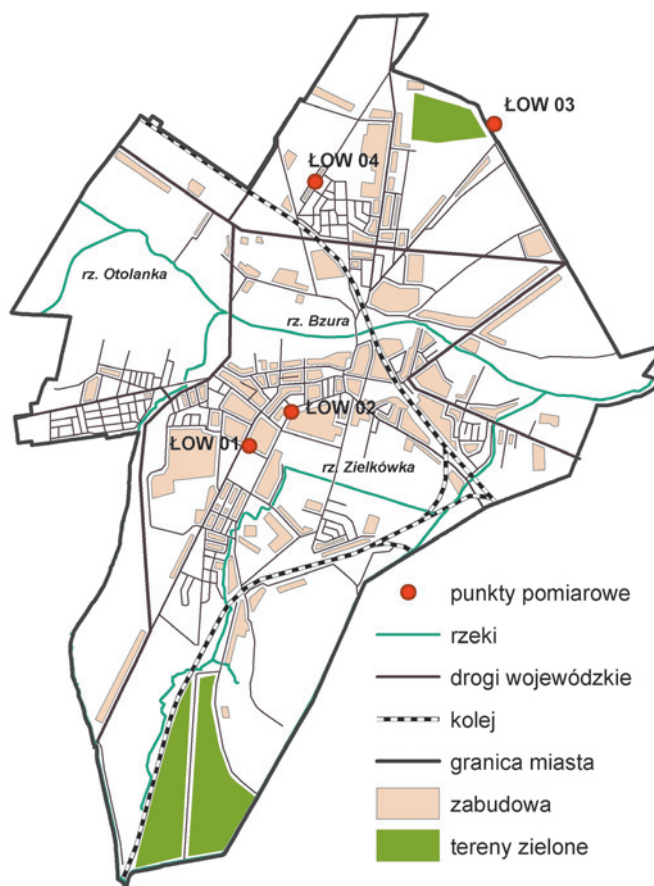 ŁOW 03
ŁOW 04
rz. Otolanka
rz. Bzura
ŁOW 02
ŁOW 01
rz. Zielkówka
punkty pomiarowe
rzeki
drogi wojewódzkie
kolej
granica miasta
zabudowa
tereny zielone